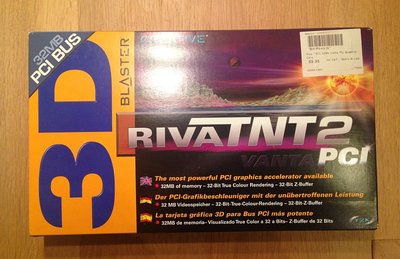 32MB
PCI BUS
3D
BLASTER
RIVA TNT2
VANTA PCI
The most powerful PCI graphics accelerator available
32MB of memory – 32-Bit True Colour Rendering – 32-Bit Z-Buffer
Der PCI-Grafikbeschleuniger mit der unübertroffenen Leistung
32 MB Videospeicher – 32-Bit-True-Colour-Rendering – 32-Bit Z-Buffer
La tarjeta gráfica 3D para Bus PCI más potente
32 MB de memoria- Visualizado True Color a 32 a Bits- Z-Buffer de 32 Bits